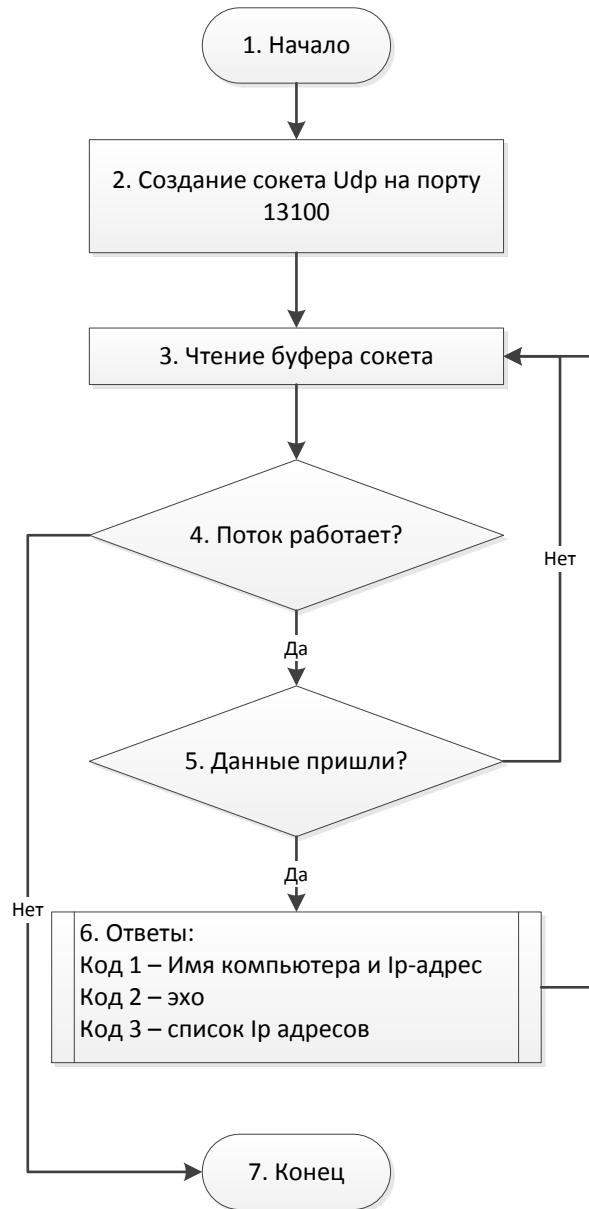 1. Начало
2. Создание сокета Udp на порту
13100
3. Чтение буфера сокета
4. Поток работает?
Нет
Да
5. Данные пришли?
Да
Нет
6. Ответы:
Код 1 – Имя компьютера и Ip-адрес
Код 2 – эхо
Код 3 – список Ip адресов
7. Конец